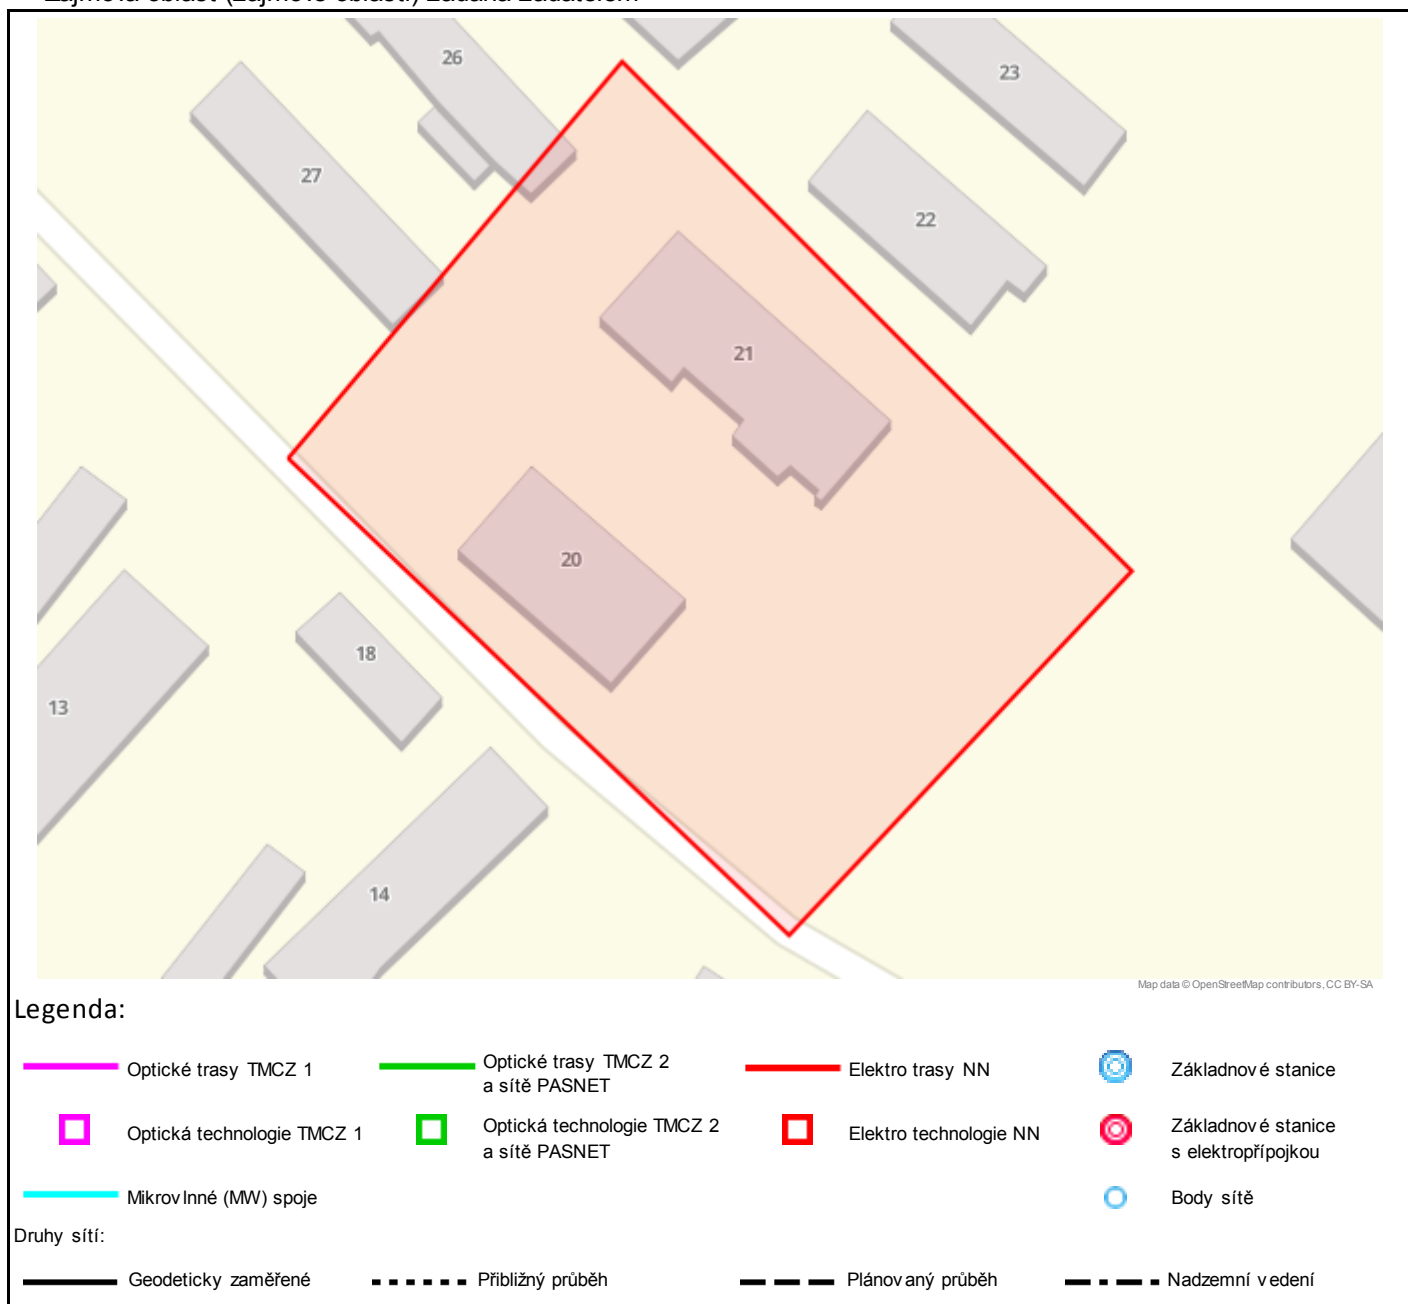 26
23
27
22
21
20
18
13
14
Map data © OpenStreetMap contributors, CC BY-SA
Legenda:
Optické trasy TMCZ 1
Optické trasy TMCZ 2
a sítě PASNET
Elektro trasy NN
Základnové stanice
Optická technologie TMCZ 1
Optická technologie TMCZ 2
a sítě PASNET
Elektro technologie NN
Základnové stanice
s elektropřípojkou
Mikrovlnné (MW) spoje
Body sítě
Druhy sítí:
Geodeticky zaměřené
Přibližný průběh
Plánovaný průběh
Nadzemní vedení